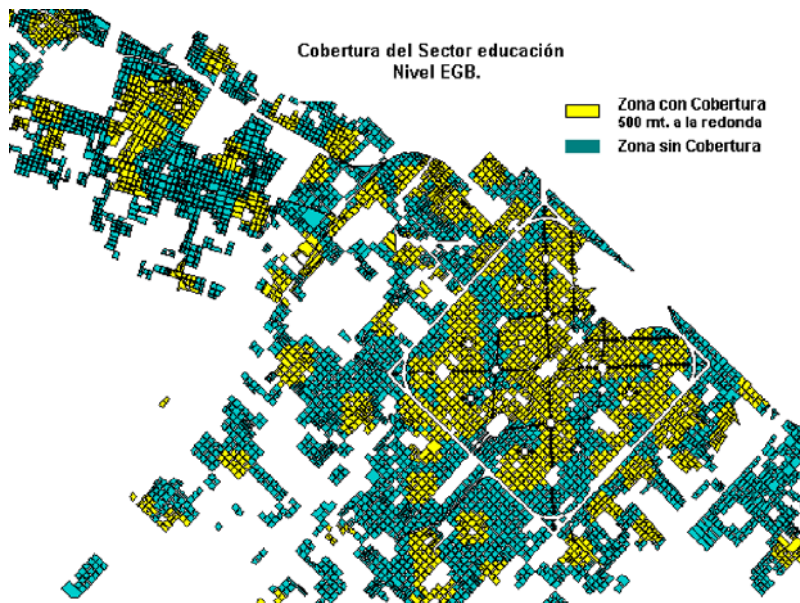 Cobertura del Sector educación
Nivel EGB.
Zona con Cobertura
500 mt. a la redonda
Zona sin Cobertura